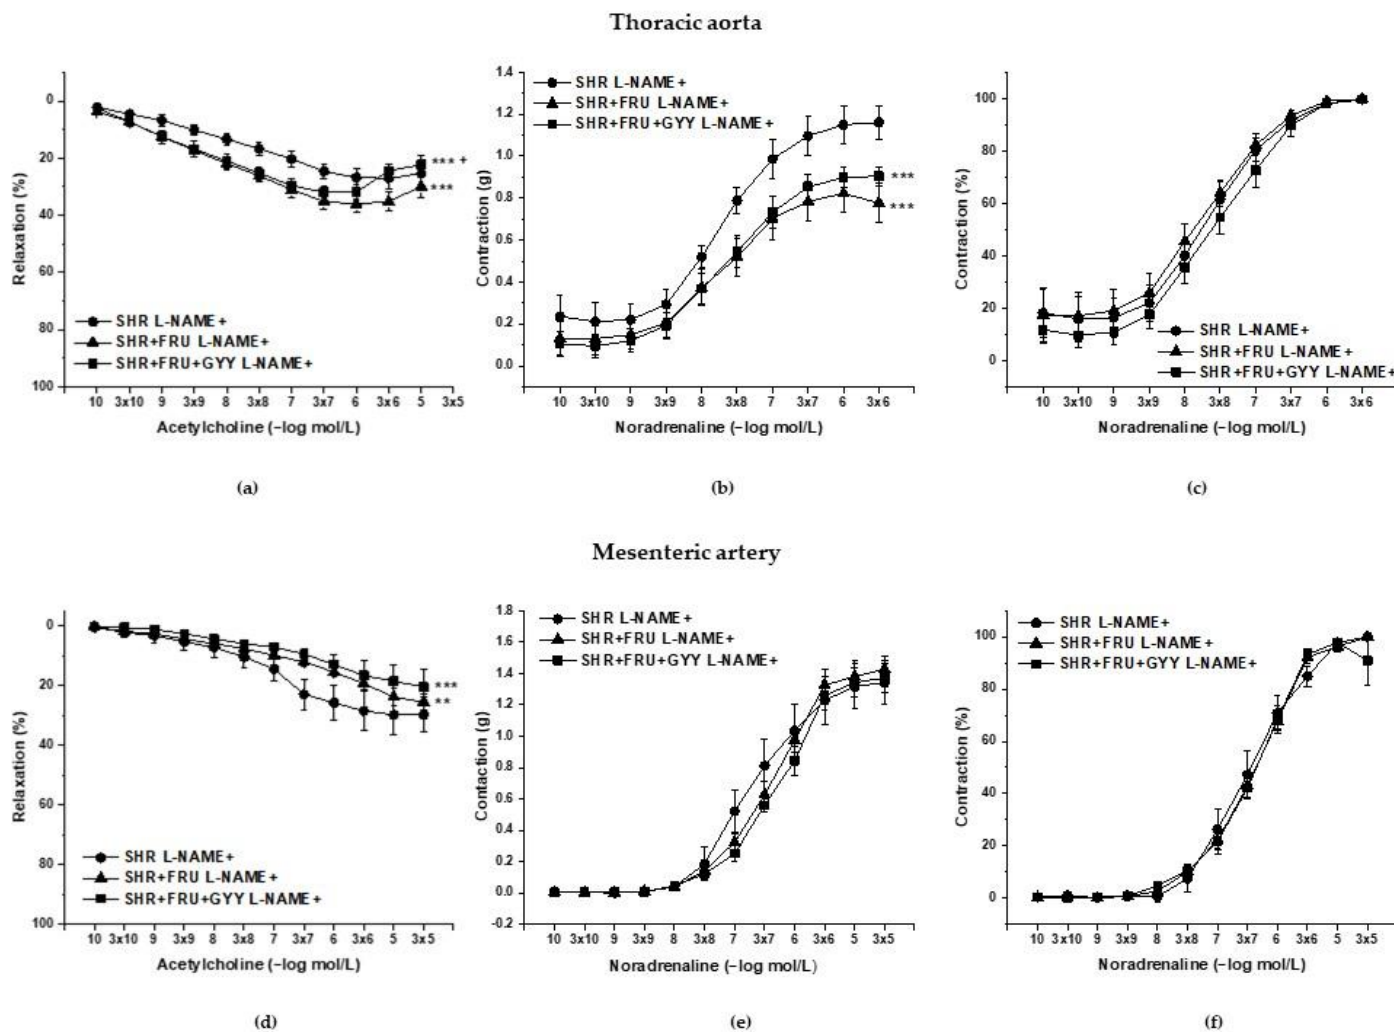 Thoracic aorta
0
20
40
60
80
100
Relaxation (%)
*** +
***
SHR L-NAME+
SHR+FRU L-NAME+
SHR+FRU+GYY L-NAME+
10 3x10 9 3x9 8 3x8 7 3x7 6 3x6 5 3x5
Acetylcholine (−log mol/L)
(a)
1.4
1.2
1.0
0.8
0.6
0.4
0.2
0.0
Contraction (g)
SHR L-NAME+
SHR+FRU L-NAME+
SHR+FRU+GYY L-NAME+
***
***
10 3x10 9 3x9 8 3x8 7 3x7 6 3x6
Noradrenaline (−log mol/L)
(b)
100
80
60
40
20
0
Contraction (%)
SHR L-NAME+
SHR+FRU L-NAME+
SHR+FRU+GYY L-NAME+
10 3x10 9 3x9 8 3x8 7 3x7 6 3x6
Noradrenaline (−log mol/L)
(c)
Mesenteric artery
0
20
40
60
80
100
Relaxation (%)
***
**
SHR L-NAME+
SHR+FRU L-NAME+
SHR+FRU+GYY L-NAME+
10 3x10 9 3x9 8 3x8 7 3x7 6 3x6 5 3x5
Acetylcholine (−log mol/L)
(d)
1.8
1.6
1.4
1.2
1.0
0.8
0.6
0.4
0.2
0.0
-0.2
Contaction (g)
SHR L-NAME+
SHR+FRU L-NAME+
SHR+FRU+GYY L-NAME+
10 3x10 9 3x9 8 3x8 7 3x7 6 3x6 5 3x5
Noradrenaline (−log mol/L)
(e)
100
80
60
40
20
0
Contraction (%)
SHR L-NAME+
SHR+FRU L-NAME+
SHR+FRU+GYY L-NAME+
10 3x10 9 3x9 8 3x8 7 3x7 6 3x6 5 3x5
Noradrenaline (−log mol/L)
(f)